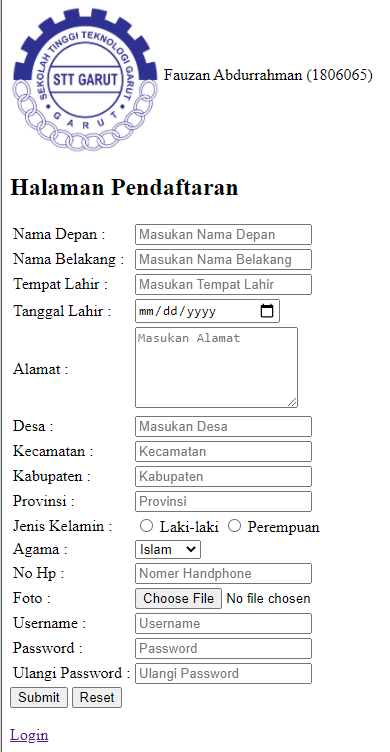 SEKOLAH TINGGI TEKNOLOGI GARUT
STT GARUT
• GARUT •
Fauzan Abdurrahman (1806065)
Halaman Pendaftaran
Nama Depan : Masukan Nama Depan
Nama Belakang : Masukan Nama Belakang
Tempat Lahir : Masukan Tempat Lahir
Tanggal Lahir : mm/dd/yyyy
Alamat : Masukan Alamat
Desa : Masukan Desa
Kecamatan : Kecamatan
Kabupaten : Kabupaten
Provinsi : Provinsi
Jenis Kelamin : Laki-laki Perempuan
Agama : Islam
No Hp : Nomer Handphone
Foto : Choose File No file chosen
Username : Username
Password : Password
Ulangi Password : Ulangi Password
Submit Reset
Login